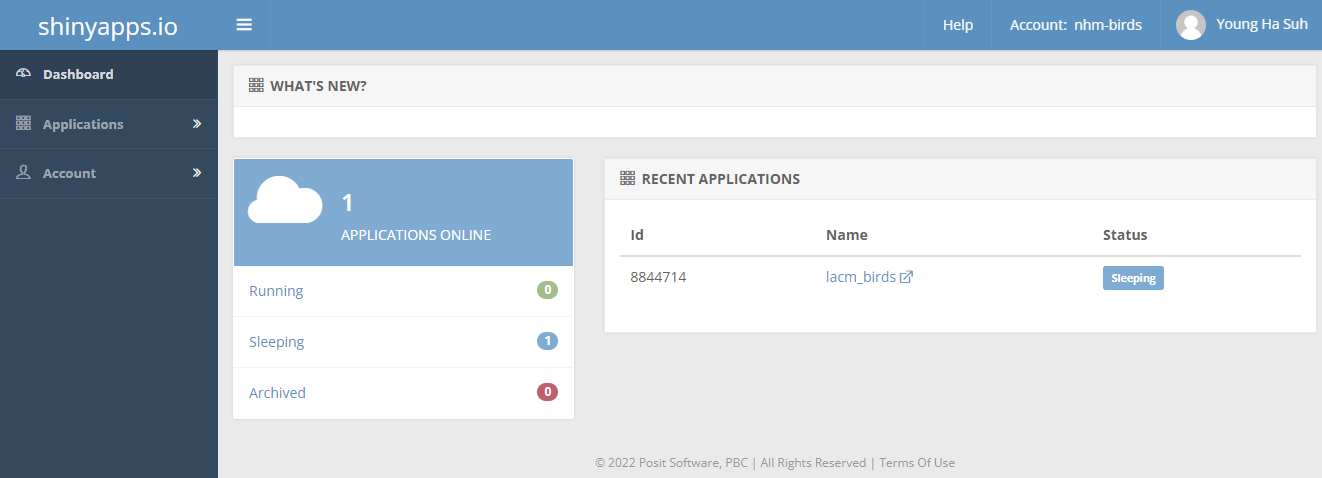 shinyapps.io
Help
Account: nhm-birds
Young Ha Suh
Dashboard
Applications
Account
WHAT'S NEW?
1
APPLICATIONS ONLINE
Running 0
Sleeping 1
Archived 0
RECENT APPLICATIONS
Id Name Status
8844714 lacm_birds Sleeping
© 2022 Posit Software, PBC | All Rights Reserved | Terms Of Use